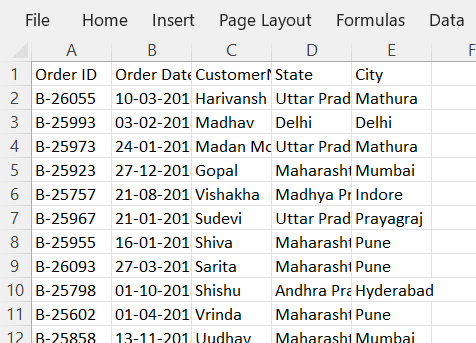 File Home Insert Page Layout Formulas Data
A B C D E F
1 Order ID Order Date CustomerN State City
2 B-26055 10-03-201 Harivansh Uttar Prad Mathura
3 B-25993 03-02-201 Madhav Delhi Delhi
4 B-25973 24-01-201 Madan Mo Uttar Prad Mathura
5 B-25923 27-12-201 Gopal Maharasht Mumbai
6 B-25757 21-08-201 Vishakha Madhya Pr Indore
7 B-25967 21-01-201 Sudevi Uttar Prad Prayagraj
8 B-25955 16-01-201 Shiva Maharasht Pune
9 B-26093 27-03-201 Sarita Maharasht Pune
10 B-25798 01-10-201 Shishu Andhra Pra Hyderabad
11 B-25602 01-04-201 Vrinda Maharasht Pune
12 B-25858 13-11-201 Uudhav Maharasht Mumbai